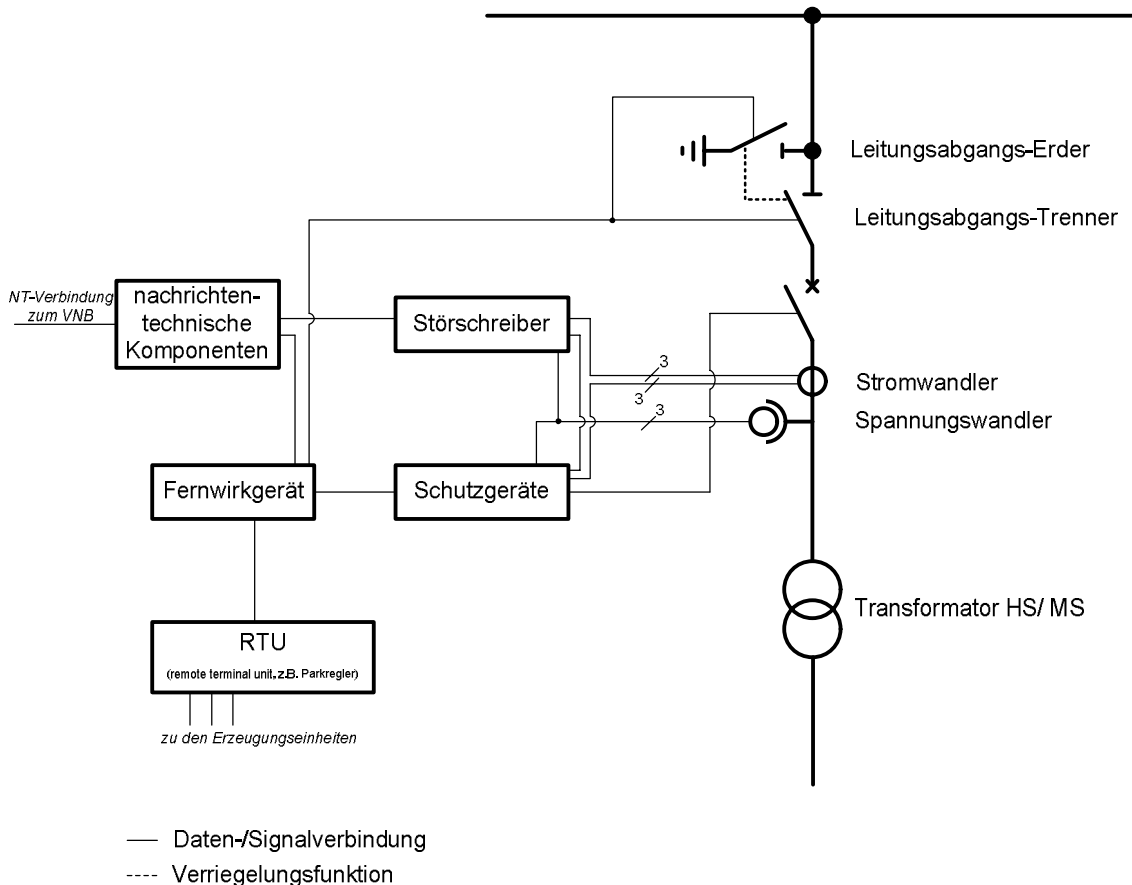 Leitungsabgangs-Erder
Leitungsabgangs-Trenner
NT-Verbindung
zum VNB
nachrichten-
technische
Komponenten
Störschreiber
3
3
3
Stromwandler
Spannungswandler
Fernwirkgerät
Schutzgeräte
Transformator HS/ MS
RTU
(remote terminal unit, z.B. Parkregler)
zu den Erzeugungseinheiten
Daten-/Signalverbindung
Verriegelungsfunktion